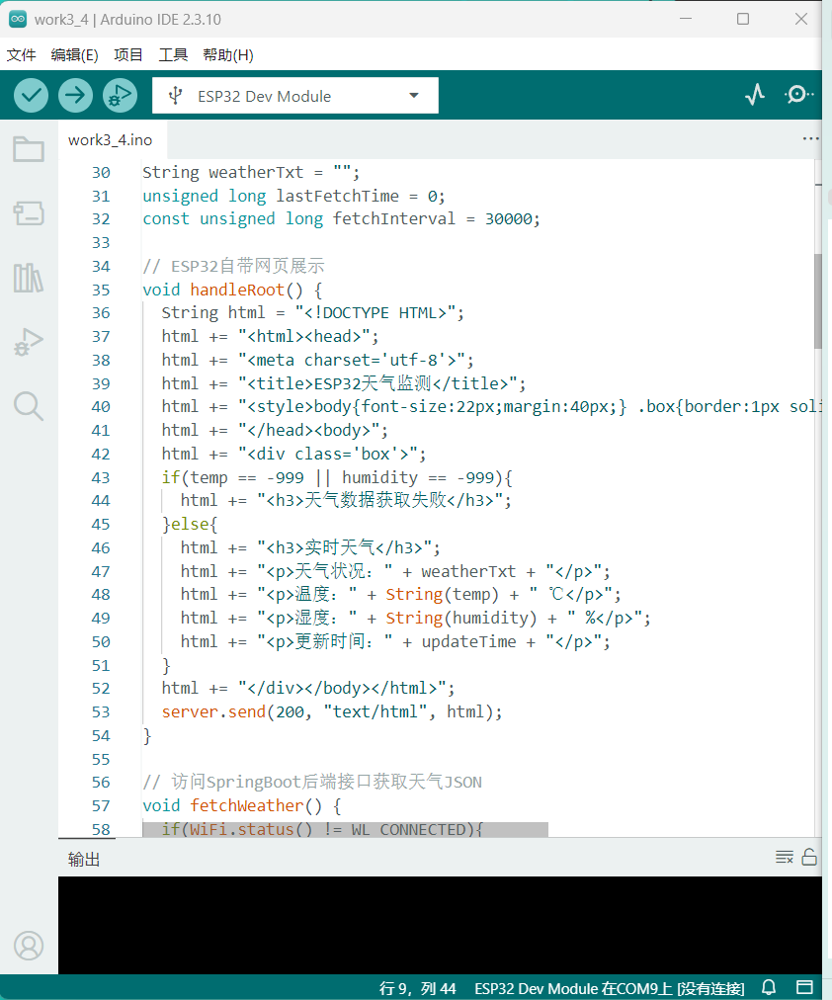 work3_4 | Arduino IDE 2.3.10
文件 编辑(E) 项目 工具 帮助(H)
ESP32 Dev Module
work3_4.ino
30 String weatherTxt = "";
31 unsigned long lastFetchTime = 0;
32 const unsigned long fetchInterval = 30000;
33
34 // ESP32自带网页展示
35 void handleRoot() {
36 String html = "<!DOCTYPE HTML>";
37 html += "<html><head>";
38 html += "<meta charset='utf-8'>";
39 html += "<title>ESP32天气监测</title>";
40 html += "<style>body{font-size:22px;margin:40px;} .box{border:1px soli
41 html += "</head><body>";
42 html += "<div class='box'>";
43 if(temp == -999 || humidity == -999){
44 html += "<h3>天气数据获取失败</h3>";
45 }else{
46 html += "<h3>实时天气</h3>";
47 html += "<p>天气状况：" + weatherTxt + "</p>";
48 html += "<p>温度：" + String(temp) + " ℃</p>";
49 html += "<p>湿度：" + String(humidity) + " %</p>";
50 html += "<p>更新时间：" + updateTime + "</p>";
51 }
52 html += "</div></body></html>";
53 server.send(200, "text/html", html);
54 }
55
56 // 访问SpringBoot后端接口获取天气JSON
57 void fetchWeather() {
58 if(WiFi.status() != WL_CONNECTED){
输出
行 9，列 44 ESP32 Dev Module 在COM9上 [没有连接]